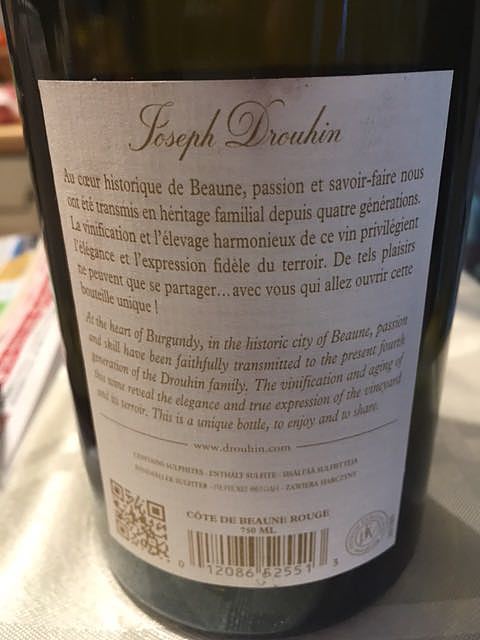 Joseph Drouhin
Au cœur historique de Beaune, passion et savoir-faire nous
ont été transmis en héritage familial depuis quatre générations.
La vinification et l'élevage harmonieux de ce vin privilégient
l'élégance et l'expression fidèle du terroir. De tels plaisirs
ne peuvent que se partager...avec vous qui allez ouvrir cette
bouteille unique !
At the heart of Burgundy, in the historic city of Beaune, passion
and skill have been faithfully transmitted to the present fourth
generation of the Drouhin family. The vinification and aging of
this wine reveal the elegance and true expression of the vineyard
and its terroir. This is a unique bottle, to enjoy and to share.
www.drouhin.com
CONTAINS SULPHITES - ENTHÄLT SULFITE - SISÄLTÄÄ SULFIITTEJA
ZAWIERA SIARCZYNY
CÔTE DE BEAUNE ROUGE
750 ML
0 12086 62551 3